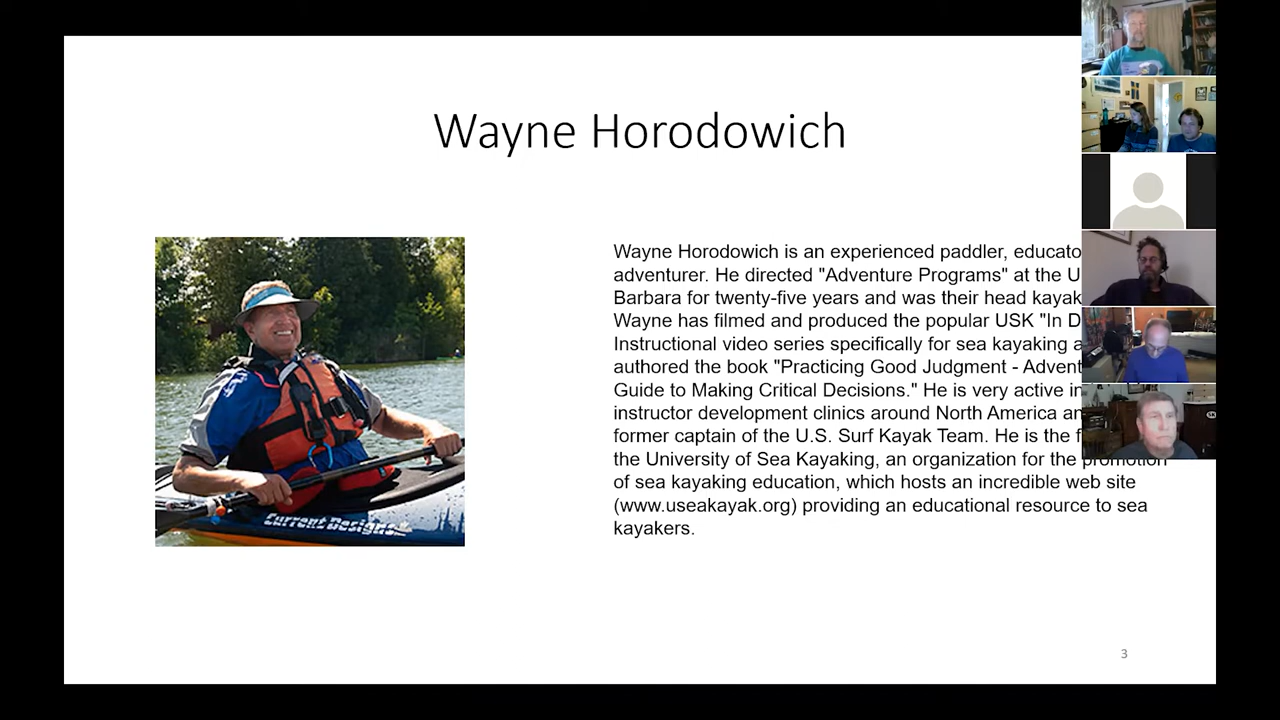 Wayne Horodowich
Wayne Horodowich is an experienced paddler, educato
adventurer. He directed "Adventure Programs" at the U
Barbara for twenty-five years and was their head kayak
Wayne has filmed and produced the popular USK "In D
Instructional video series specifically for sea kayaking a
authored the book "Practicing Good Judgment - Advent
Guide to Making Critical Decisions." He is very active in
instructor development clinics around North America an
former captain of the U.S. Surf Kayak Team. He is the f
the University of Sea Kayaking, an organization for the promotion
of sea kayaking education, which hosts an incredible web site
(www.useakayak.org) providing an educational resource to sea
kayakers.
Current Designs
3